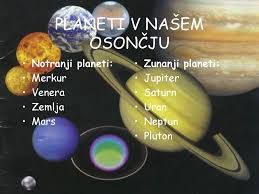 PLANETI V NAŠEM
OSONČJU
Notranji planeti:
• Merkur
• Venera
• Zemlja
• Mars
• Zunanji planeti:
• Jupiter
• Saturn
• Uran
• Neptun
• Pluton